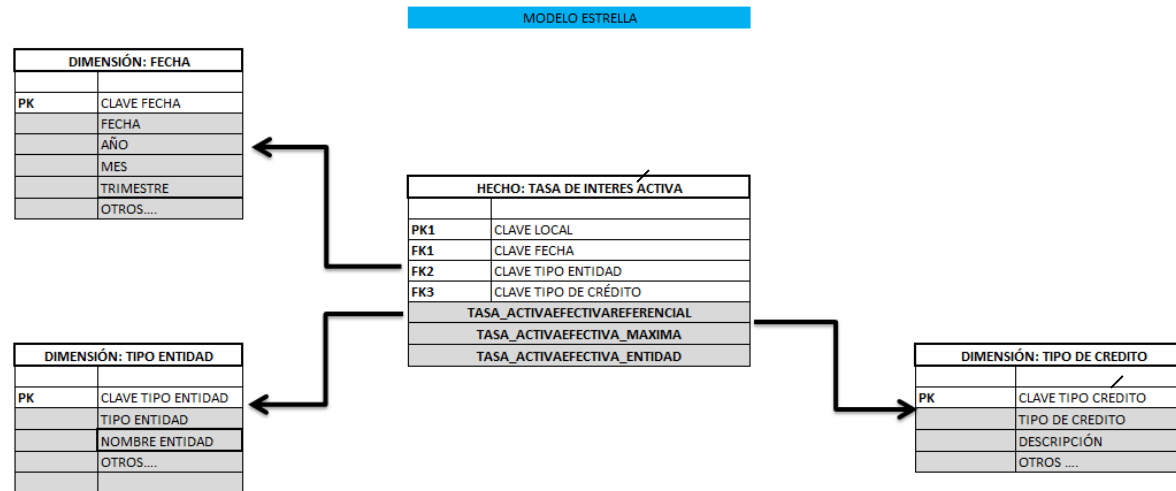 MODELO ESTRELLA
DIMENSIÓN: FECHA
PK CLAVE FECHA
FECHA
AÑO
MES
TRIMESTRE
OTROS....
HECHO: TASA DE INTERES ACTIVA
PK1 CLAVE LOCAL
FK1 CLAVE FECHA
FK2 CLAVE TIPO ENTIDAD
FK3 CLAVE TIPO DE CRÉDITO
TASA_ACTIVAEFECTIVAREFERENCIAL
TASA_ACTIVAEFECTIVA_MAXIMA
TASA_ACTIVAEFECTIVA_ENTIDAD
DIMENSIÓN: TIPO ENTIDAD
PK CLAVE TIPO ENTIDAD
TIPO ENTIDAD
NOMBRE ENTIDAD
OTROS....
DIMENSIÓN: TIPO DE CREDITO
PK CLAVE TIPO CREDITO
TIPO DE CREDITO
DESCRIPCIÓN
OTROS ....